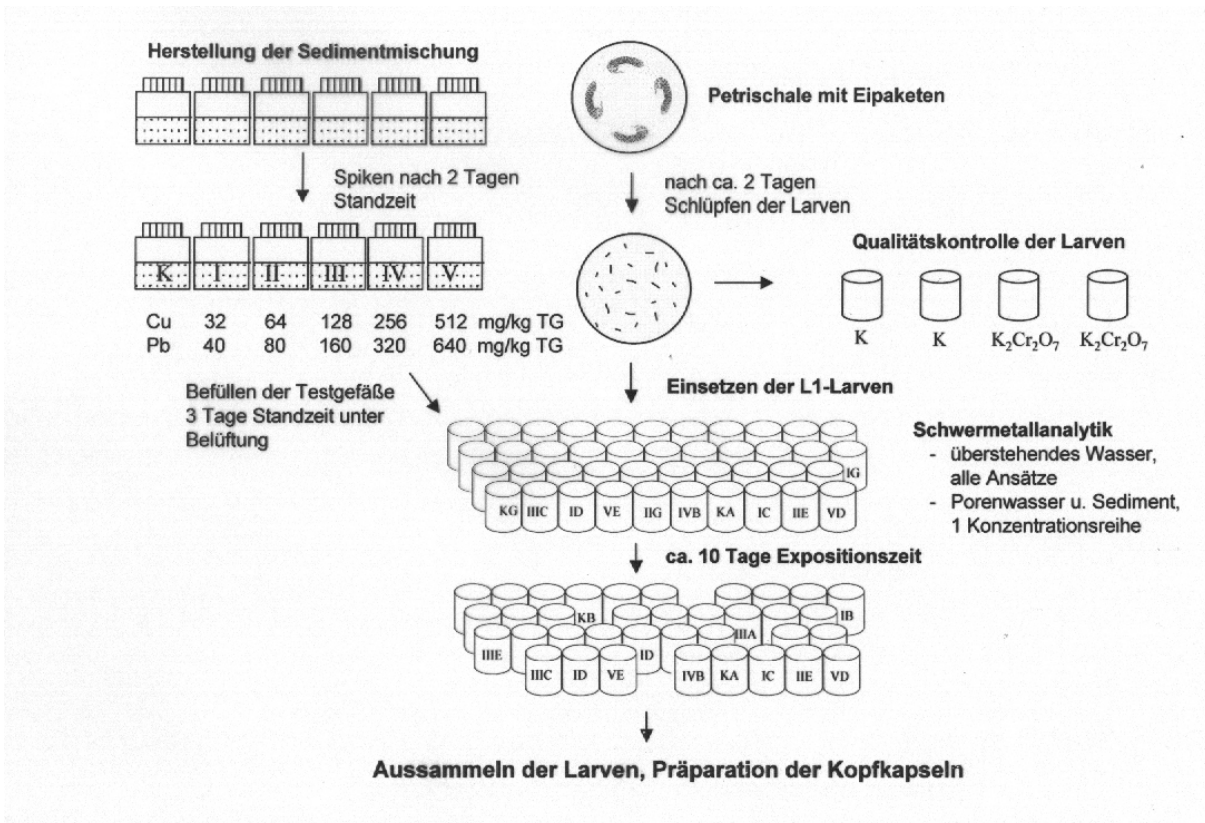 Herstellung der Sedimentmischung
Petrischale mit Eipaketen
Spiken nach 2 Tagen
Standzeit
nach ca. 2 Tagen
Schlüpfen der Larven
K I II III IV V
Qualitätskontrolle der Larven
K K K2Cr2O7 K2Cr2O7
Cu 32 64 128 256 512 mg/kg TG
Pb 40 80 160 320 640 mg/kg TG
Befüllen der Testgefäße
3 Tage Standzeit unter
Belüftung
Einsetzen der L1-Larven
Schwermetallanalytik
- überstehendes Wasser,
alle Ansätze
- Porenwasser u. Sediment,
1 Konzentrationsreihe
IG
KG IIIC ID VE IIG IVB KA IC IIE VD
ca. 10 Tage Expositionszeit
KB IB
IIIA
IIIE ID
IIIC ID VE IVB KA IC IIE VD
Aussammeln der Larven, Präparation der Kopfkapseln